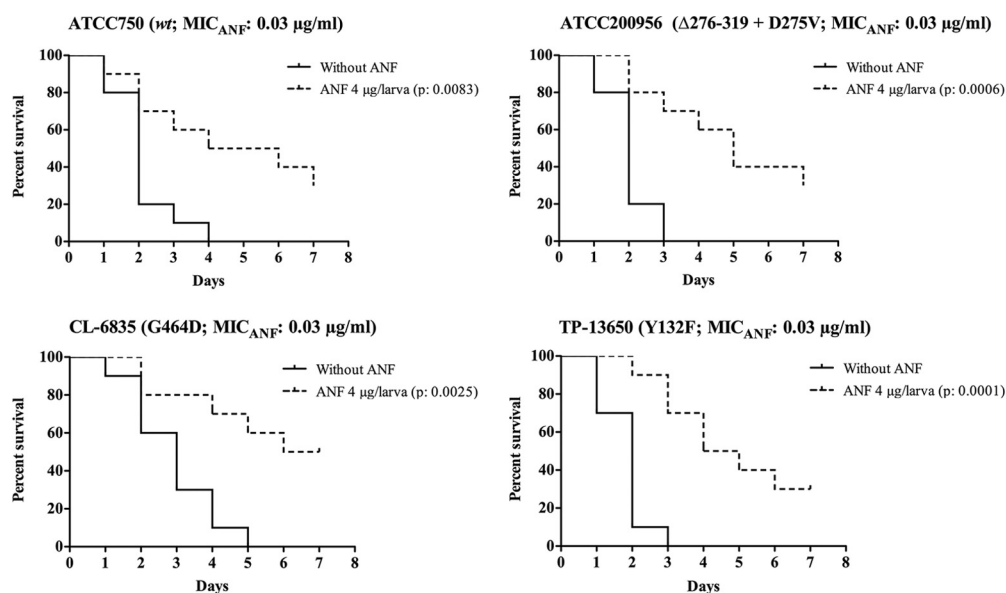 ATCC750 (wt; MICANF: 0.03 µg/ml)
Percent survival
100
80
60
40
20
0
0 1 2 3 4 5 6 7 8
Days
Without ANF
ANF 4 µg/larva (p: 0.0083)
ATCC200956 (Δ276-319 + D275V; MICANF: 0.03 µg/ml)
Percent survival
100
80
60
40
20
0
0 1 2 3 4 5 6 7 8
Days
Without ANF
ANF 4 µg/larva (p: 0.0006)
CL-6835 (G464D; MICANF: 0.03 µg/ml)
Percent survival
100
80
60
40
20
0
0 1 2 3 4 5 6 7 8
Days
Without ANF
ANF 4 µg/larva (p: 0.0025)
TP-13650 (Y132F; MICANF: 0.03 µg/ml)
Percent survival
100
80
60
40
20
0
0 1 2 3 4 5 6 7 8
Days
Without ANF
ANF 4 µg/larva (p: 0.0001)